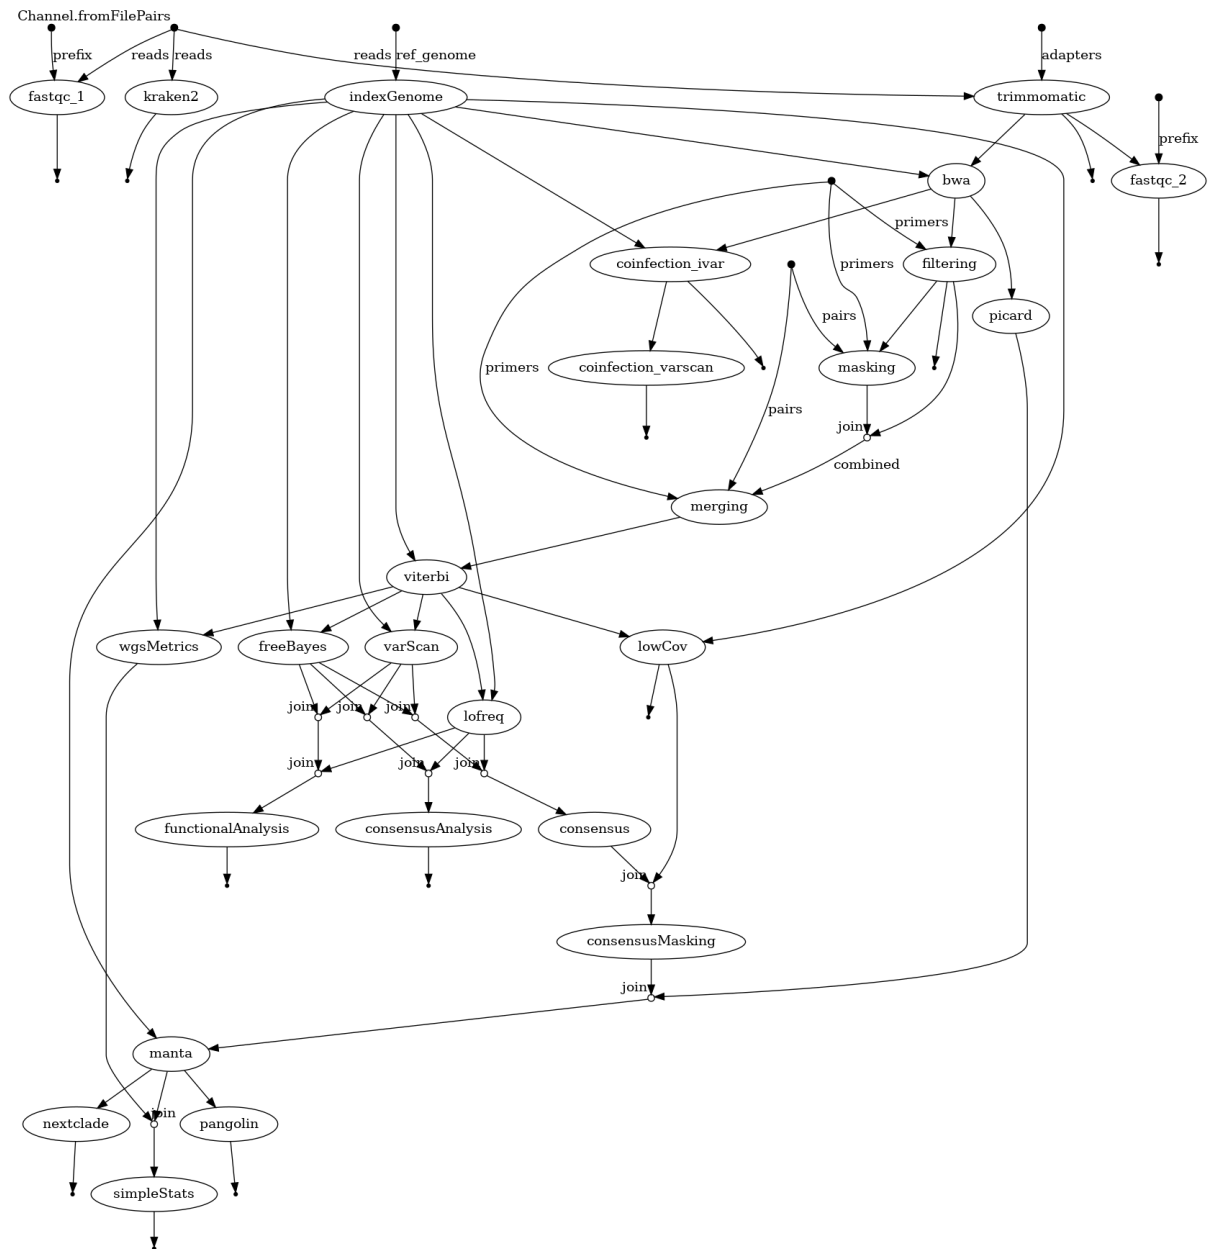 Channel.fromFilePairs
prefix
reads
reads
reads
ref_genome
adapters
fastqc_1
kraken2
indexGenome
trimmomatic
prefix
bwa
fastqc_2
primers
coinfection_ivar
primers
filtering
pairs
picard
primers
coinfection_varscan
masking
pairs
join
combined
merging
viterbi
wgsMetrics
freeBayes
varScan
lowCov
join
join
join
lofreq
join
join
join
functionalAnalysis
consensusAnalysis
consensus
join
consensusMasking
join
manta
join
nextclade
pangolin
simpleStats